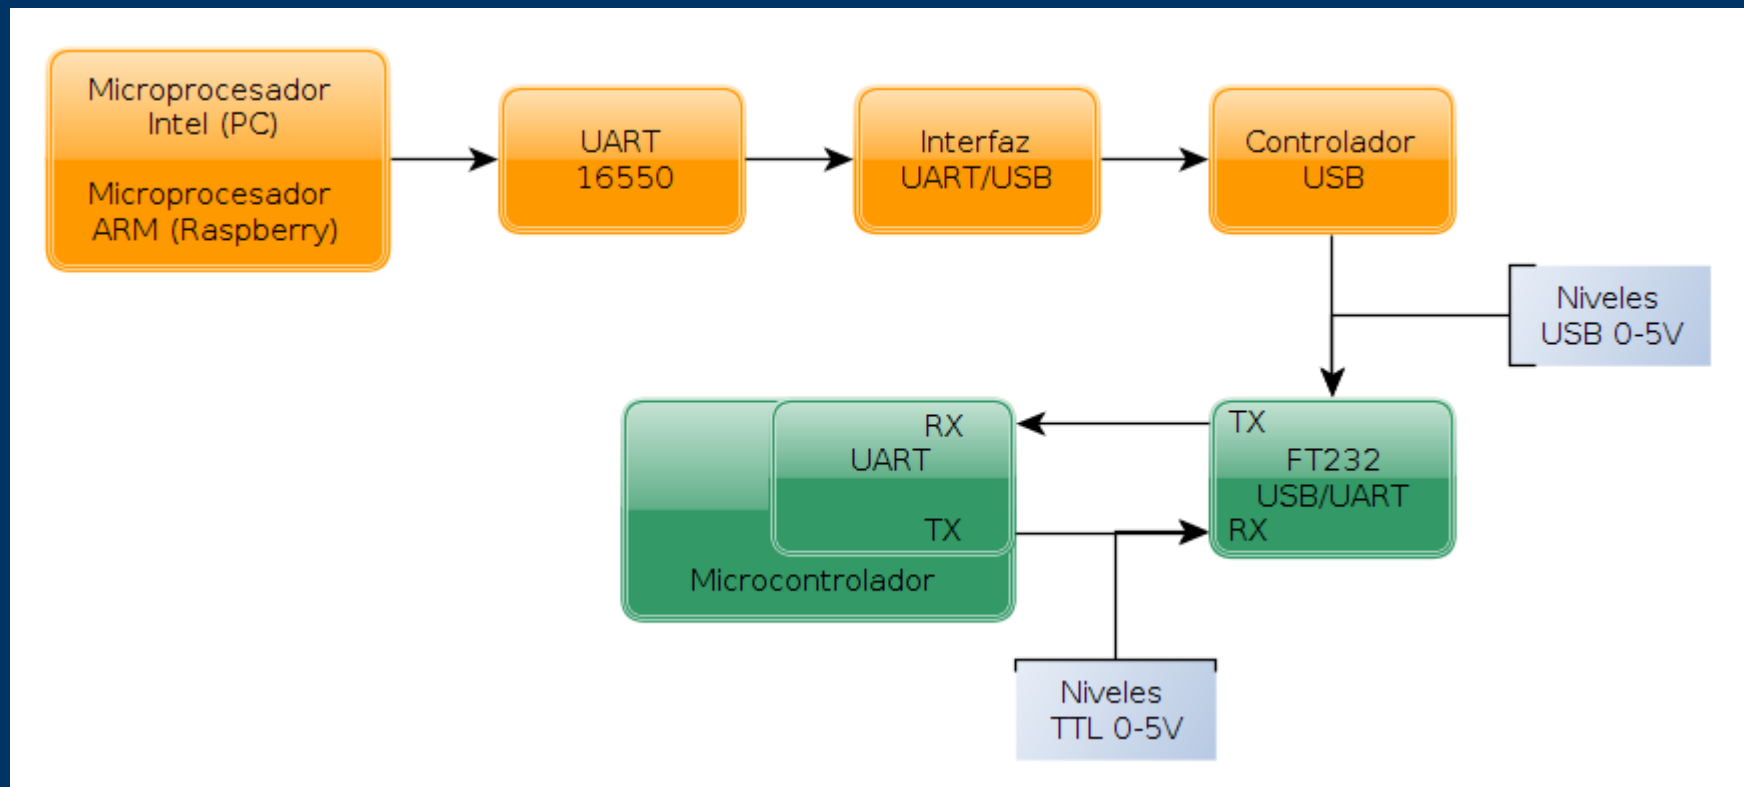 Microprocesador
Intel (PC)
Microprocesador
ARM (Raspberry)
UART
16550
Interfaz
UART/USB
Controlador
USB
Niveles
USB 0-5V
RX
UART
TX
Microcontrolador
TX
FT232
USB/UART
RX
Niveles
TTL 0-5V